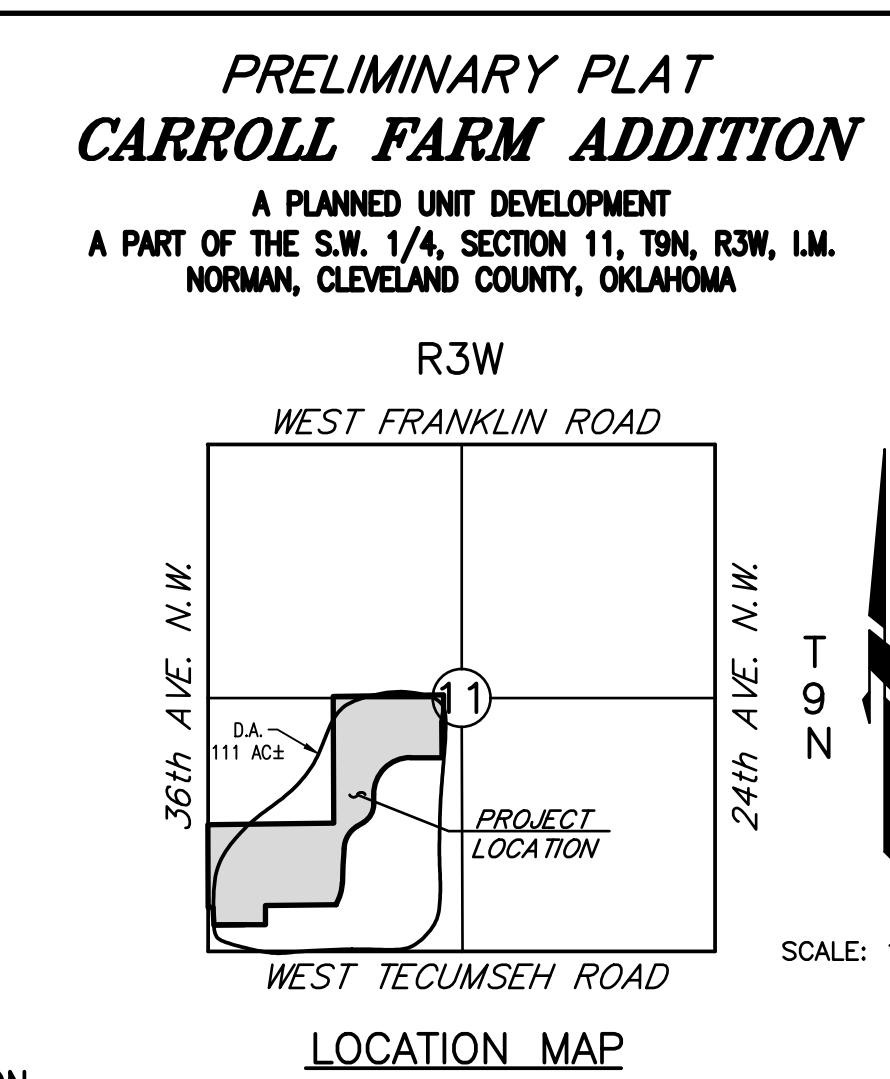 PRELIMINARY PLAT
CARROLL FARM ADDITION
A PLANNED UNIT DEVELOPMENT
A PART OF THE S.W. 1/4, SECTION 11, T9N, R3W, I.M.
NORMAN, CLEVELAND COUNTY, OKLAHOMA
R3W
WEST FRANKLIN ROAD
36th AVE. N.W.
24th AVE. N.W.
T
9
N
11
D.A.
111 AC±
PROJECT
LOCATION
SCALE:
WEST TECUMSEH ROAD
LOCATION MAP